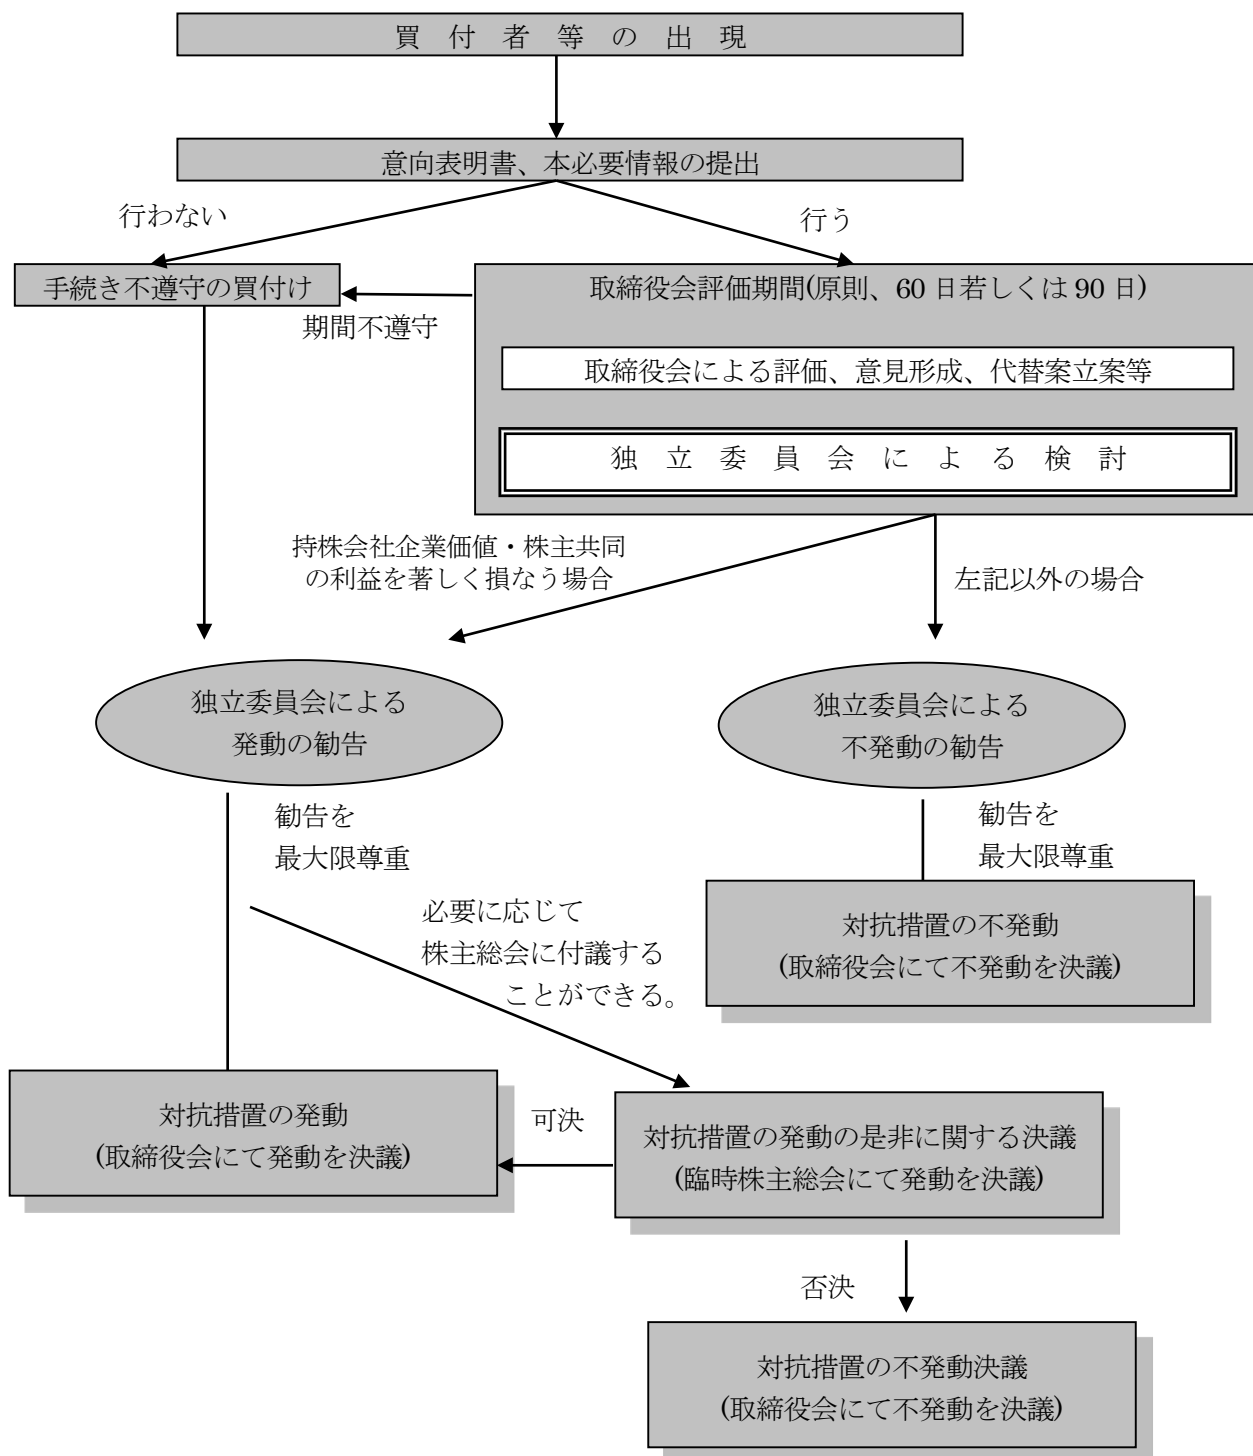 買付者等の出現
意向表明書、本必要情報の提出
行わない
行う
手続き不遵守の買付け
期間不遵守
取締役会評価期間(原則、60日若しくは90日)
取締役会による評価、意見形成、代替案立案等
独立委員会による検討
持株会社企業価値・株主共同
の利益を著しく損なう場合
左記以外の場合
独立委員会による
発動の勧告
独立委員会による
不発動の勧告
勧告を
最大限尊重
勧告を
最大限尊重
必要に応じて
株主総会に付議する
ことができる。
対抗措置の不発動
(取締役会にて不発動を決議)
対抗措置の発動
(取締役会にて発動を決議)
可決
対抗措置の発動の是非に関する決議
(臨時株主総会にて発動を決議)
否決
対抗措置の不発動決議
(取締役会にて不発動を決議)